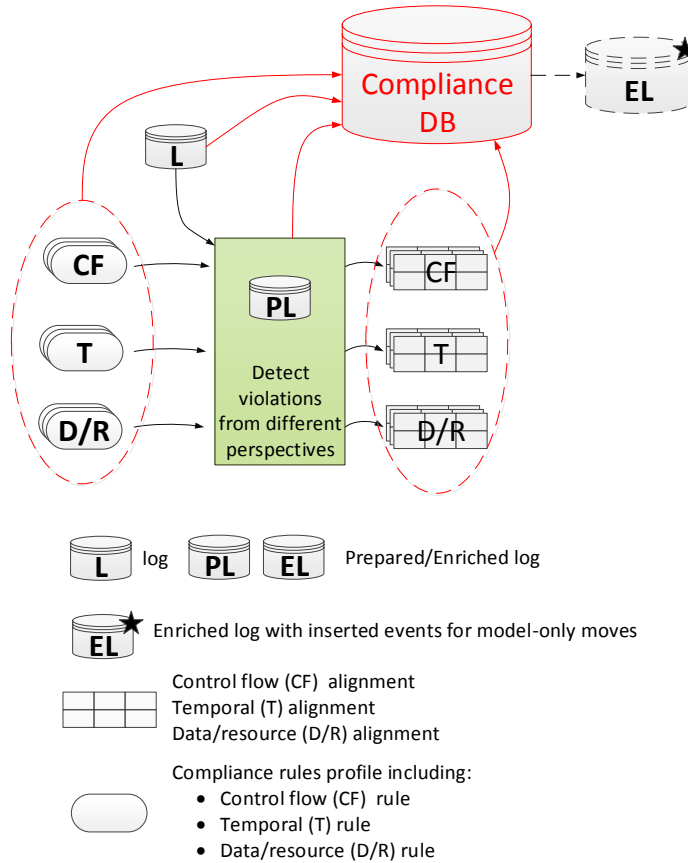 Compliance
DB
EL
L
CF
T
D/R
PL
Detect
violations
from different
perspectives
CF
T
D/R
L
log
PL
EL
Prepared/Enriched log
EL
Enriched log with inserted events for model-only moves
Control flow (CF) alignment
Temporal (T) alignment
Data/resource (D/R) alignment
Compliance rules profile including:
• Control flow (CF) rule
• Temporal (T) rule
• Data/resource (D/R) rule